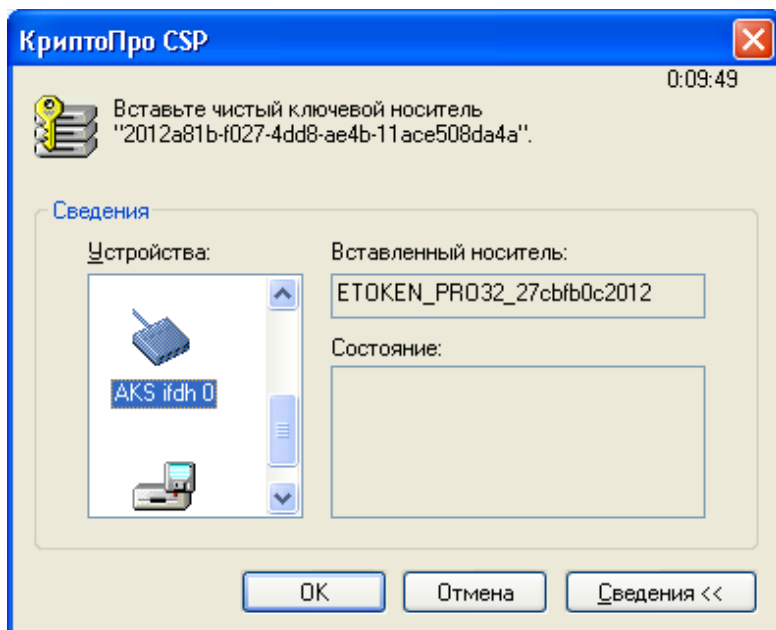 КриптоПро CSP
0:09:49
Вставьте чистый ключевой носитель
"2012a81b-f027-4dd8-ae4b-11ace508da4a".
Сведения
Устройства:
Вставленный носитель:
ETOKEN_PRO32_27cbfb0c2012
Состояние:
AKS ifdh 0
OK
Отмена
Сведения <<